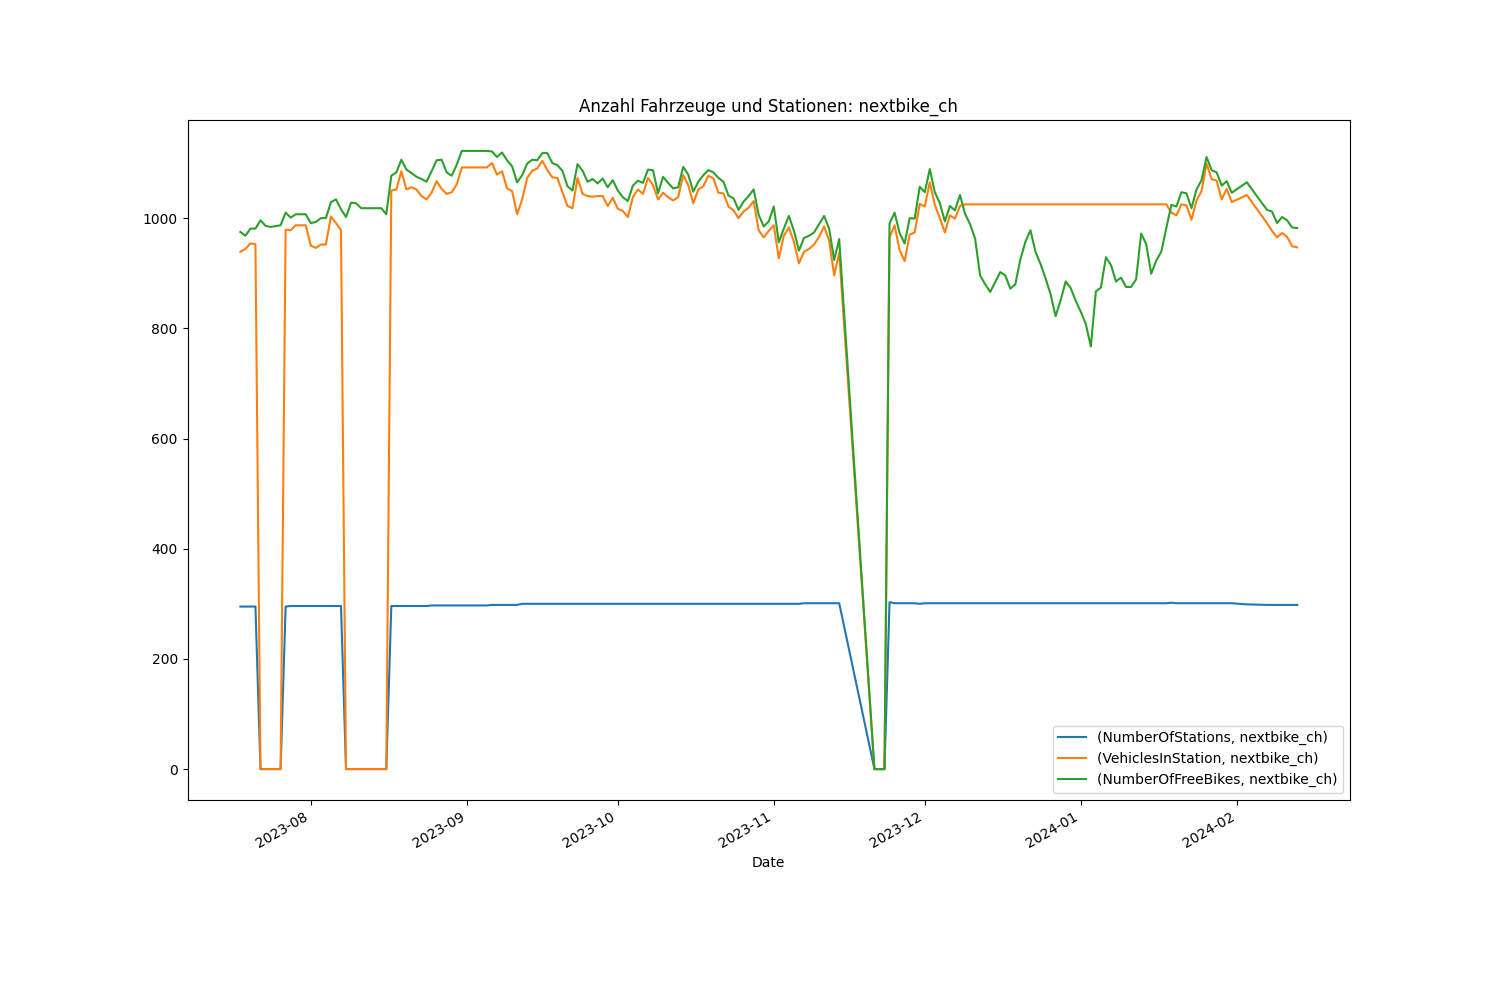 Anzahl Fahrzeuge und Stationen: nextbike_ch
1000
800
600
400
200
0
(NumberOfStations, nextbike_ch)
(VehiclesInStation, nextbike_ch)
(NumberOfFreeBikes, nextbike_ch)
2023-08
2023-09
2023-10
2023-11
2023-12
2024-01
2024-02
Date